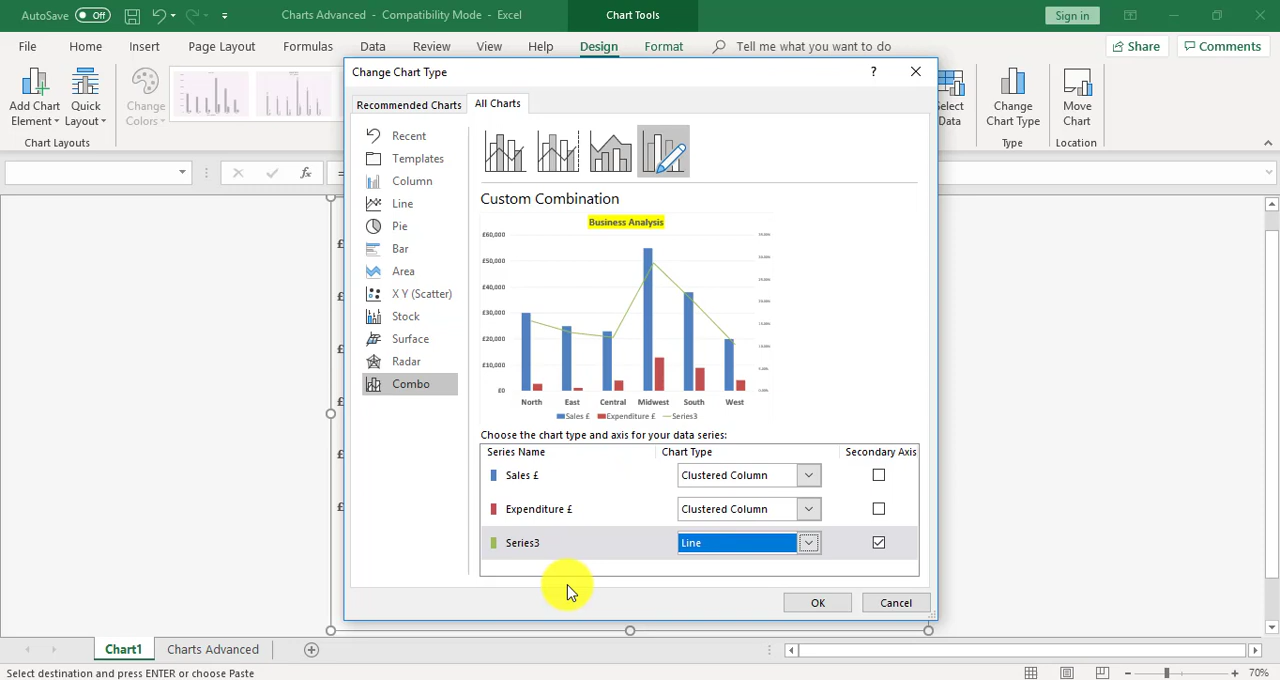 AutoSave Off Charts Advanced - Compatibility Mode - Excel Chart Tools Sign in
File Home Insert Page Layout Formulas Data Review View Help Design Format Tell me what you want to do Share Comments
Add Chart Element
Quick Layout
Change Colors
Select Data
Change Chart Type
Move Chart
Chart Layouts Type Location
fx =
Change Chart Type ? 
Recommended Charts All Charts
Recent
Templates
Column
Line
Pie
Bar
Area
X Y (Scatter)
Stock
Surface
Radar
Combo
Custom Combination
Business Analysis
£60,000
£50,000
£40,000
£30,000
£20,000
£10,000
£0
North East Central Midwest South West
Sales £ Expenditure £ Series3
Choose the chart type and axis for your data series:
Series Name Chart Type Secondary Axis
Sales £ Clustered Column
Expenditure £ Clustered Column
Series3 Line
OK Cancel
Chart1 Charts Advanced
Select destination and press ENTER or choose Paste 70%